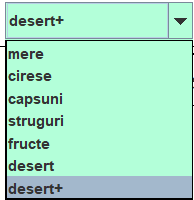 desert+
mere
cirese
capsuni
struguri
fructe
desert
desert+